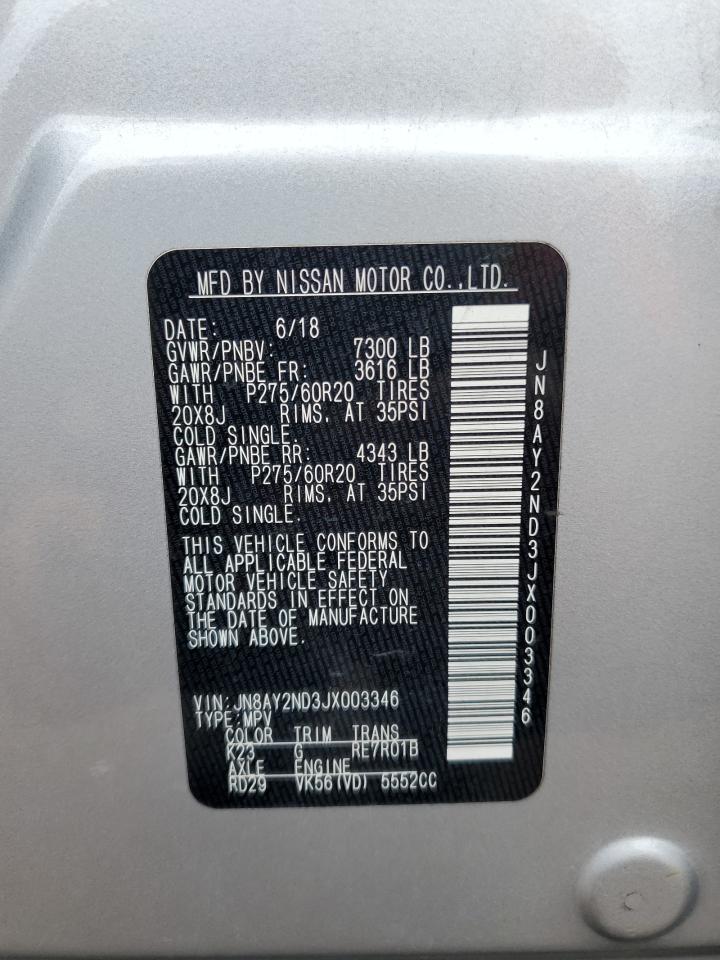 MFD BY NISSAN MOTOR CO.,LTD.
DATE: 6/18
GVWR/PNBV: 7300 LB
GAWR/PNBE FR: 3616 LB
WITH P275/60R20 TIRES
20X8J RIMS, AT 35PSI
COLD SINGLE.
GAWR/PNBE RR: 4343 LB
WITH P275/60R20 TIRES
20X8J RIMS, AT 35PSI
COLD SINGLE.
THIS VEHICLE CONFORMS TO
ALL APPLICABLE FEDERAL
MOTOR VEHICLE SAFETY
STANDARDS IN EFFECT ON
THE DATE OF MANUFACTURE
SHOWN ABOVE.
VIN:JN8AY2ND3JX003346
TYPE:MPV
COLOR TRIM TRANS
K23 G RE7R01B
AXLE ENGINE
RD29 VK56(VD) 5552CC
JN8AY2ND3JX003346